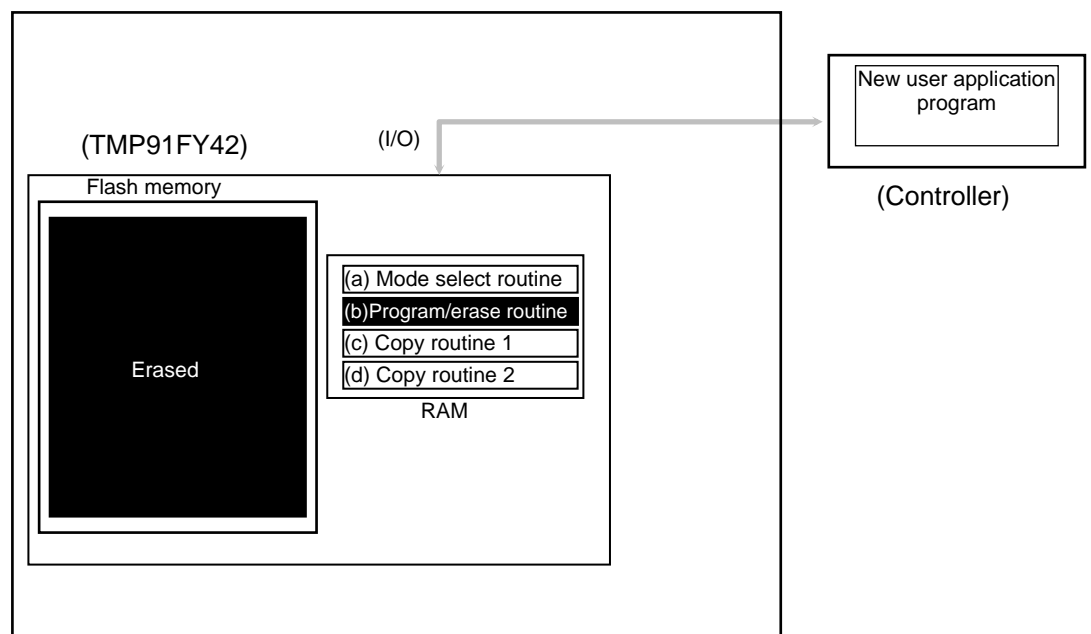 New user application
program
(TMP91FY42)
(I/O)
(Controller)
Flash memory
(a) Mode select routine
(b)Program/erase routine
(c) Copy routine 1
(d) Copy routine 2
Erased
RAM